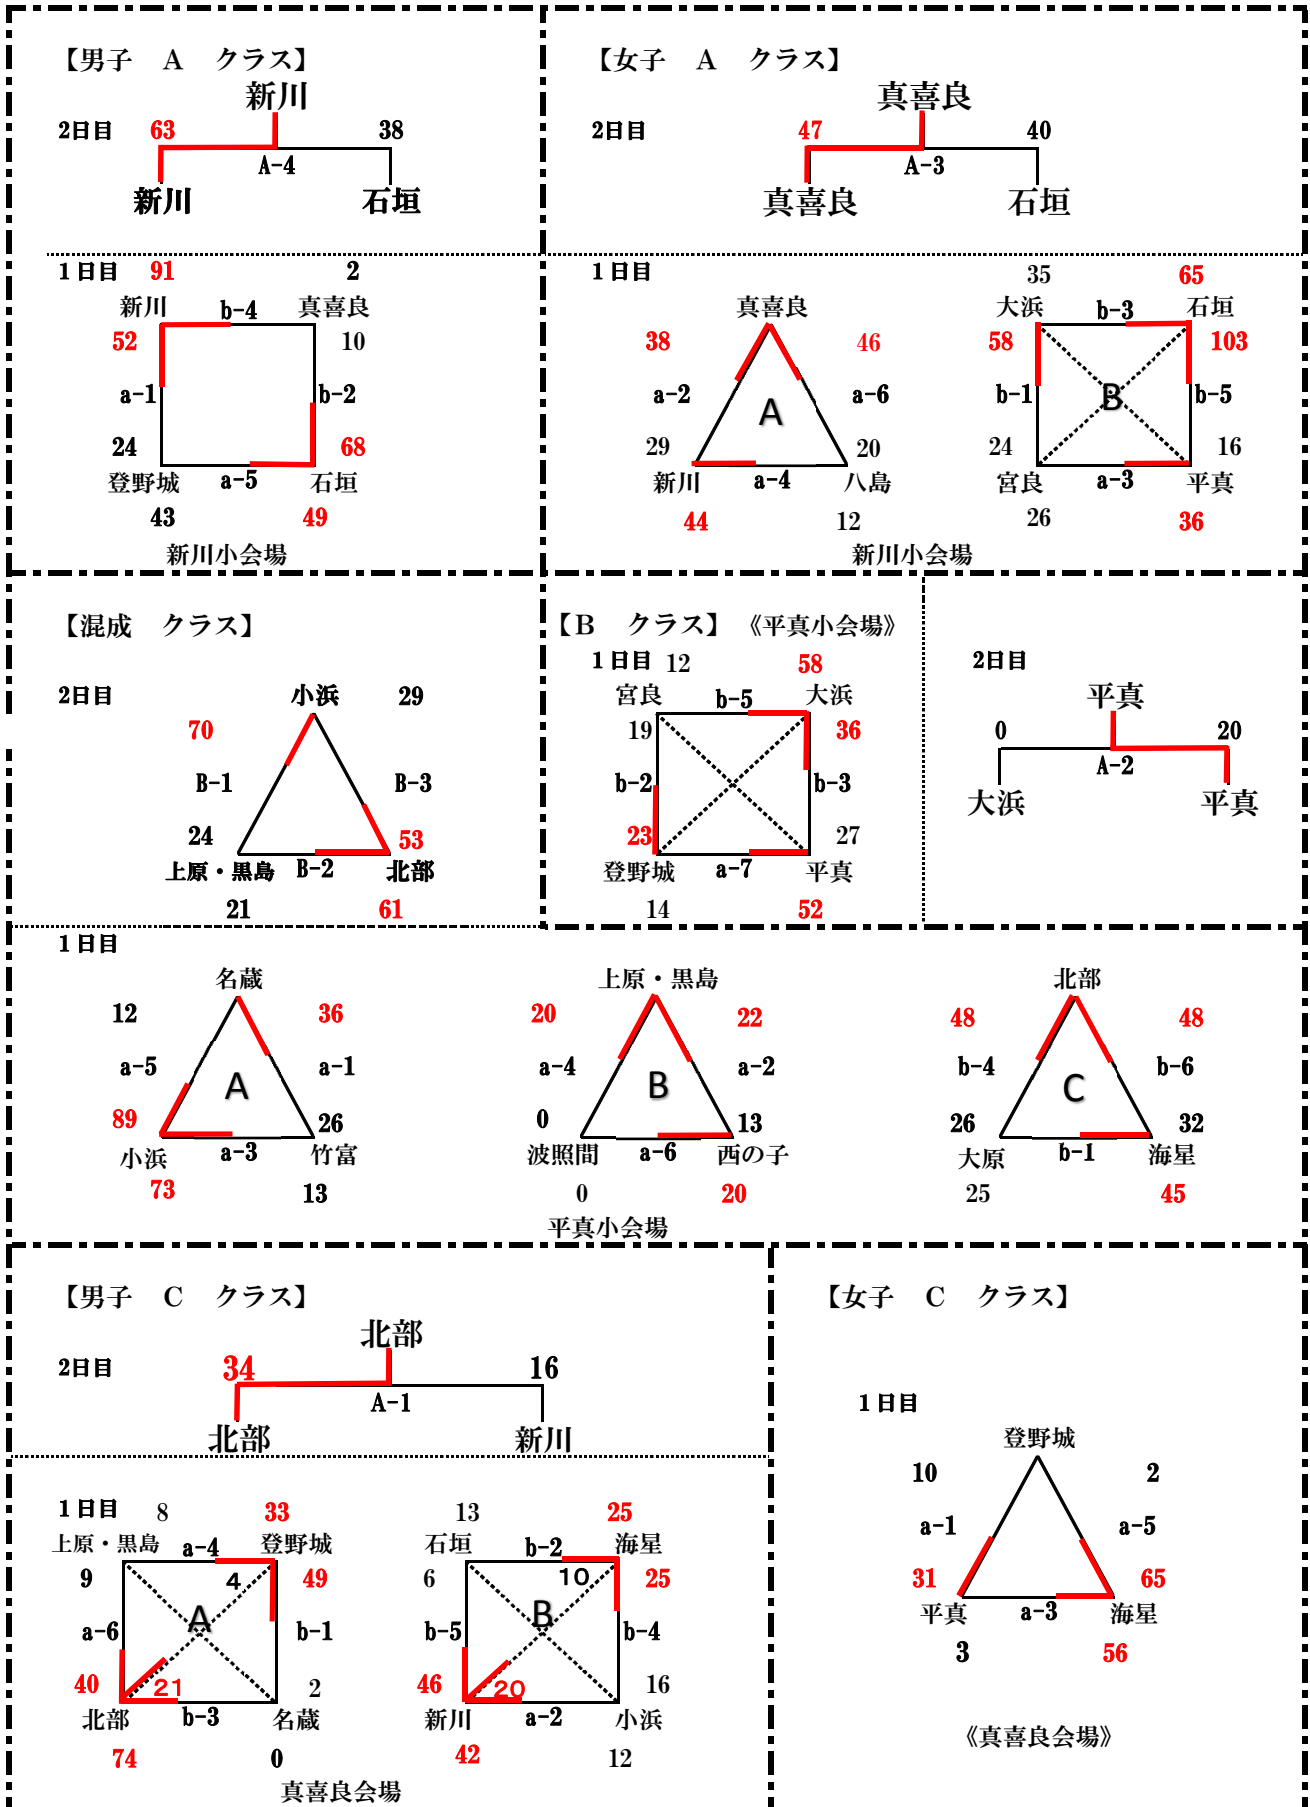 【男子　A　クラス】
新川
2日目
63
38
A-4
新川
石垣
1日目
91
2
新川
b-4
真喜良
52
10
a-1
b-2
24
68
登野城
a-5
石垣
43
49
新川小会場
【女子　A　クラス】
真喜良
2日目
47
40
A-3
真喜良
石垣
1日目
真喜良
38
46
a-2
a-6
A
29
20
新川
a-4
八島
44
12
35
65
大浜
b-3
石垣
58
103
b-1
B
b-5
24
16
宮良
a-3
平真
26
36
新川小会場
【混成　クラス】
2日目
小浜
29
70
B-1
B-3
24
53
上原・黒島
B-2
北部
21
61
【B　クラス】《平真小会場》
1日目
12
58
宮良
b-5
大浜
19
36
b-2
b-3
23
27
登野城
a-7
平真
14
52
2日目
平真
0
20
A-2
大浜
平真
1日目
名蔵
12
36
a-5
A
a-1
89
26
小浜
a-3
竹富
73
13
上原・黒島
20
22
a-4
B
a-2
0
13
波照間
a-6
西の子
0
20
平真小会場
北部
48
48
b-4
C
b-6
26
32
大原
b-1
海星
25
45
【男子　C　クラス】
北部
2日目
34
16
A-1
北部
新川
1日目
8
33
上原・黒島
a-4
登野城
9
4
49
a-6
A
b-1
40
21
2
北部
b-3
名蔵
74
0
13
25
石垣
b-2
海星
6
10
25
b-5
B
b-4
46
20
16
新川
a-2
小浜
42
12
真喜良会場
【女子　C　クラス】
1日目
登野城
10
2
a-1
a-5
31
65
平真
a-3
海星
3
56
《真喜良会場》